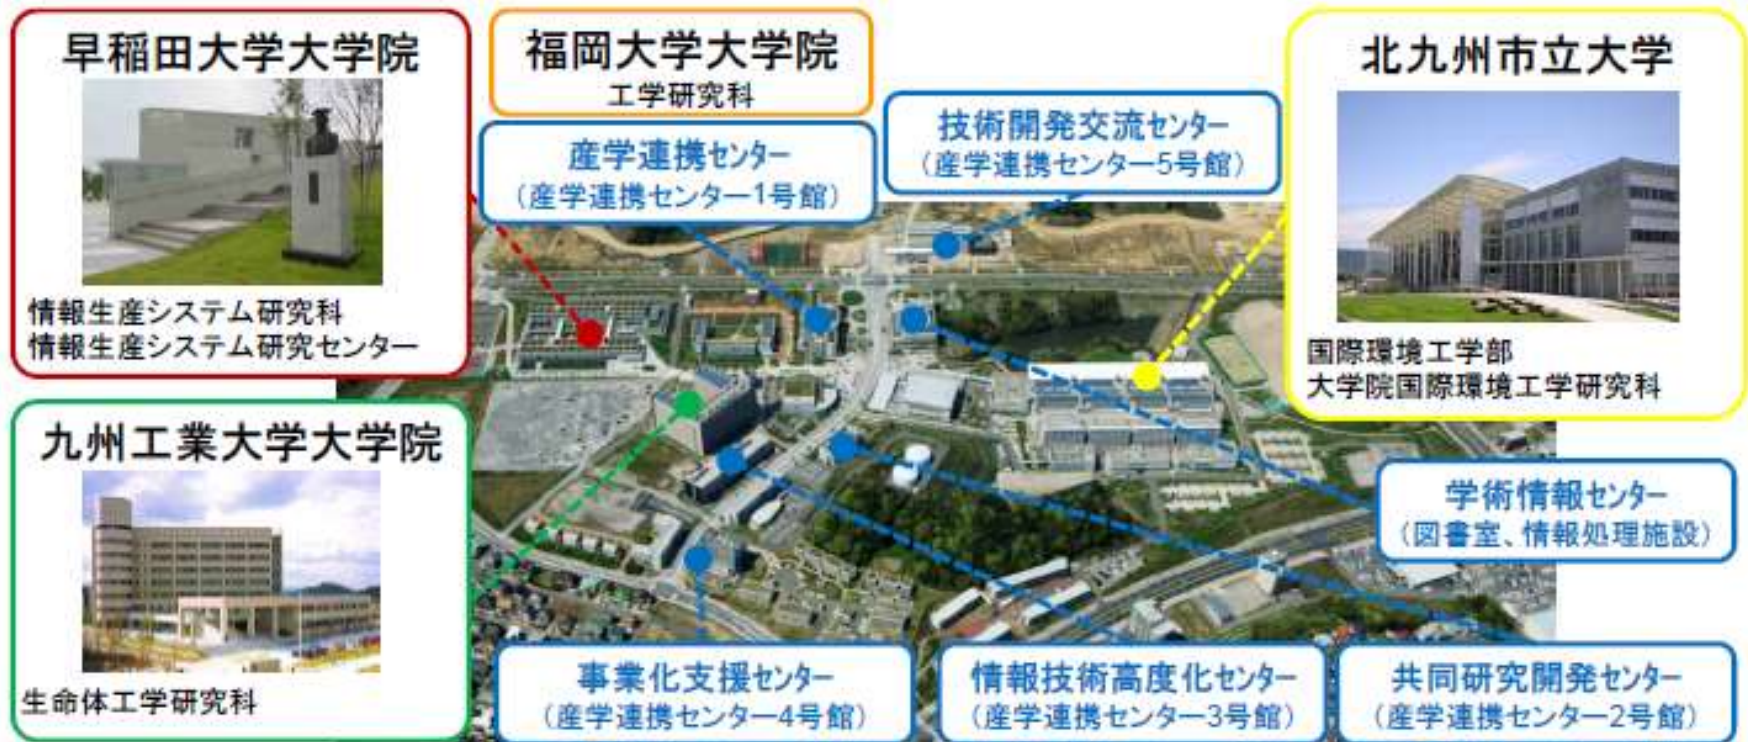 早稲田大学大学院
情報生産システム研究科
情報生産システム研究センター
福岡大学大学院
工学研究科
産学連携センター
（産学連携センター1号館）
技術開発交流センター
（産学連携センター5号館）
北九州市立大学
国際環境工学部
大学院国際環境工学研究科
九州工業大学大学院
生命体工学研究科
学術情報センター
（図書室、情報処理施設）
事業化支援センター
（産学連携センター4号館）
情報技術高度化センター
（産学連携センター3号館）
共同研究開発センター
（産学連携センター2号館）